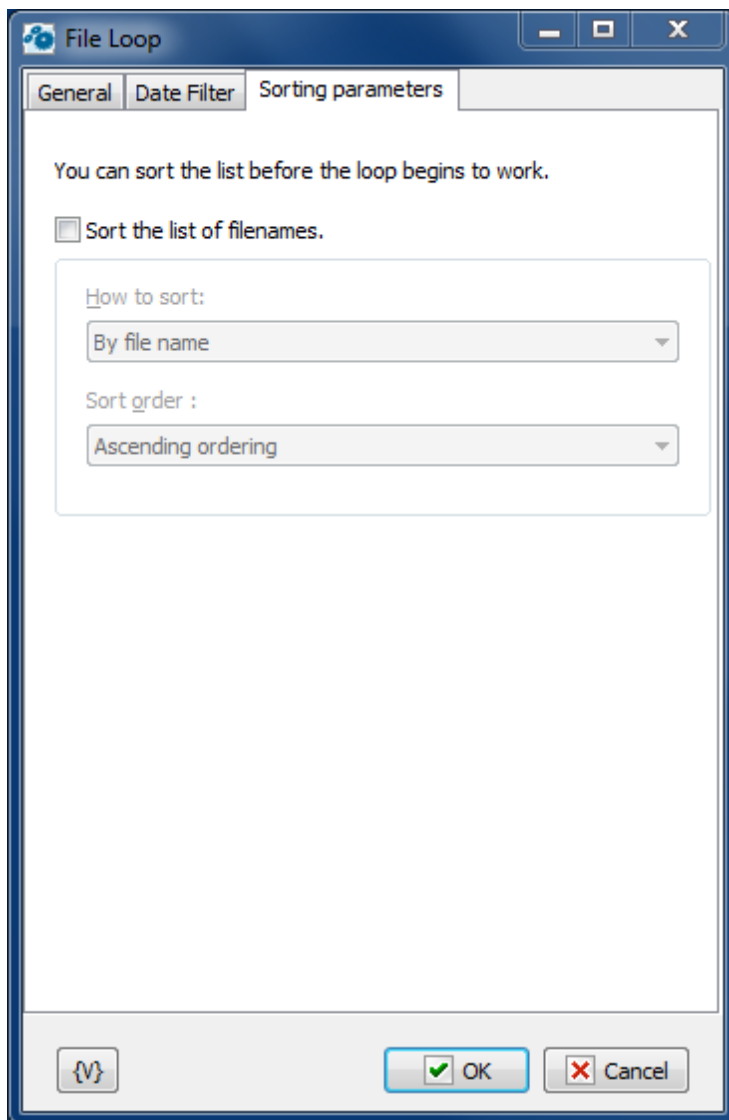 File Loop
General Date Filter Sorting parameters
You can sort the list before the loop begins to work.
Sort the list of filenames.
How to sort:
By file name
Sort order :
Ascending ordering
{V} OK Cancel